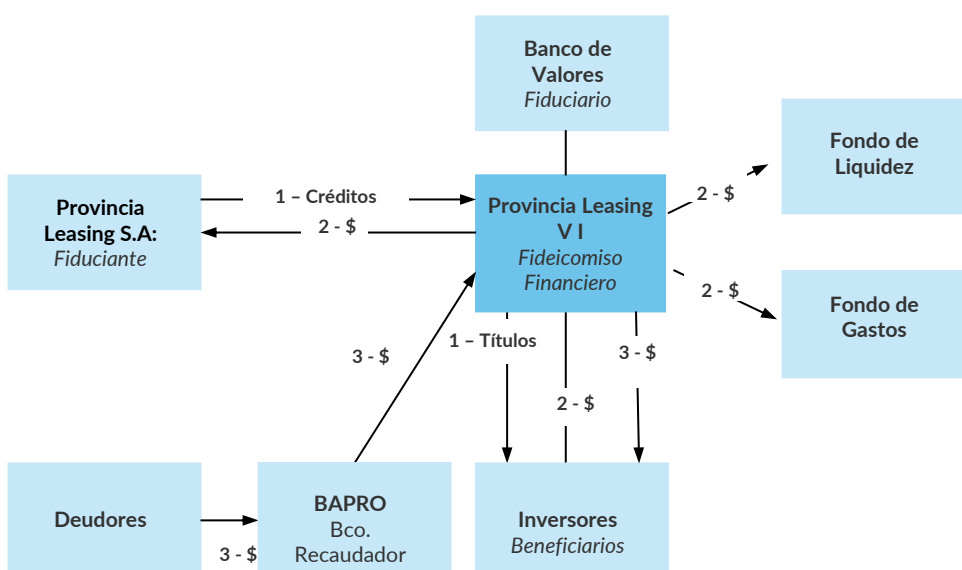 Banco de
Valores
Fiduciario
Fondo de
Liquidez
1 – Créditos
2 - $
Provincia
Leasing S.A:
Fiduciante
2 - $
Provincia Leasing
V I
Fideicomiso
Financiero
2 - $
Fondo de
Gastos
1 – Títulos
3 - $
3 - $
2 - $
Deudores
3 - $
BAPRO
Bco.
Recaudador
Inversores
Beneficiarios